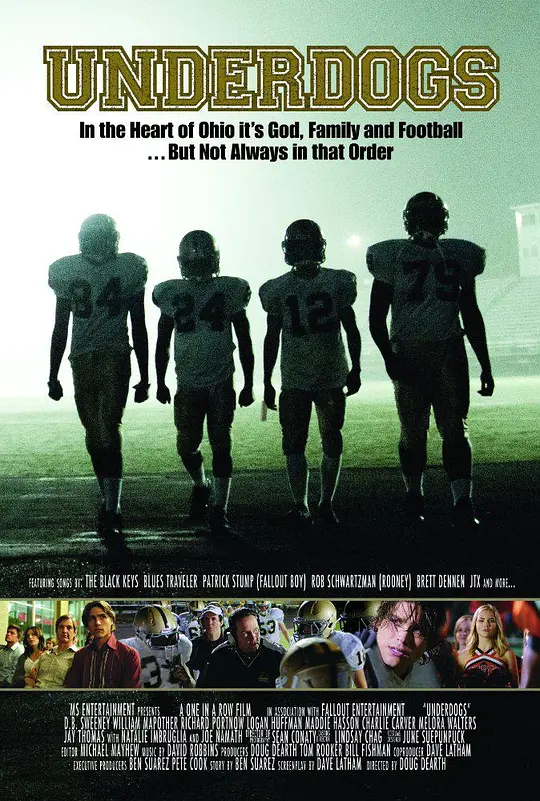 UNDERDOGS
In the Heart of Ohio it's God, Family and Football
...But Not Always in that Order
84 24 12 79
FEATURING SONGS BY: THE BLACK KEYS BLUES TRAVELER PATRICK STUMP (FALLOUT BOY) ROB SCHWARTZMAN (ROONEY) BRETT DENNEN JTX AND MORE...
7MS ENTERTAINMENT PRESENTS A ONE IN A ROW FILM IN ASSOCIATION WITH FALLOUT ENTERTAINMENT "UNDERDOGS"
D.B. SWEENEY WILLIAM MAPOTHER RICHARD PORTNOW LOGAN HUFFMAN MADDIE HASSON CHARLIE CARVER MELORA WALTERS
JAY THOMAS WITH NATALIE IMBRUGLIA AND JOE NAMATH SEAN CONATY LINDSAY CHAG JUNE SUEPUNPUCK
EDITOR MICHAEL MAYHEW MUSIC BY DAVID ROBBINS PRODUCERS DOUG DEARTH TOM ROOKER BILL FISHMAN COPRODUCER DAVE LATHAM
EXECUTIVE PRODUCERS BEN SUAREZ PETE COOK STORY BY BEN SUAREZ SCREENPLAY BY DAVE LATHAM DIRECTED BY DOUG DEARTH